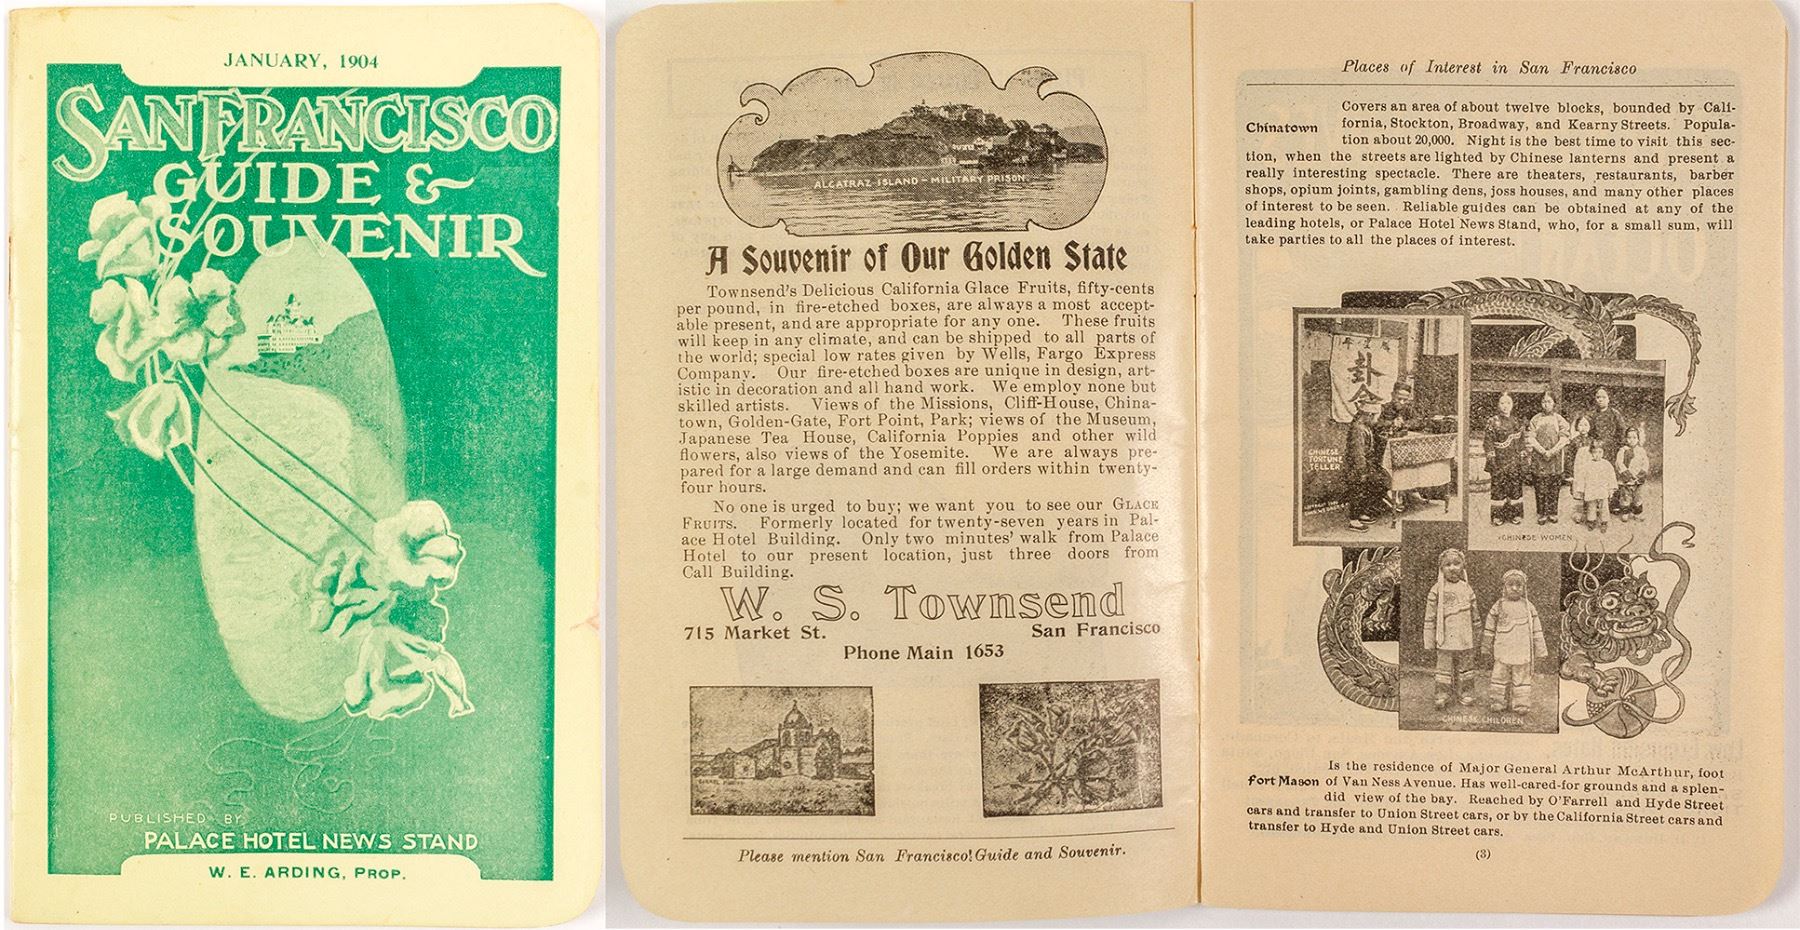 JANUARY, 1904
SAN FRANCISCO
GUIDE &
SOUVENIR
PUBLISHED BY
PALACE HOTEL NEWS STAND
W. E. ARDING, PROP.
ALCATRAZ ISLAND - MILITARY PRISON
A Souvenir of Our Golden State
Townsend's Delicious California Glace Fruits, fifty-cents
per pound, in fire-etched boxes, are always a most accept-
able present, and are appropriate for any one. These fruits
will keep in any climate, and can be shipped to all parts of
the world; special low rates given by Wells, Fargo Express
Company. Our fire-etched boxes are unique in design, art-
istic in decoration and all hand work. We employ none but
skilled artists. Views of the Missions, Cliff-House, China-
town, Golden-Gate, Fort Point, Park; views of the Museum,
Japanese Tea House, California Poppies and other wild
flowers, also views of the Yosemite. We are always pre-
pared for a large demand and can fill orders within twenty-
four hours.
No one is urged to buy; we want you to see our GLACE
FRUITS. Formerly located for twenty-seven years in Pal-
ace Hotel Building. Only two minutes' walk from Palace
Hotel to our present location, just three doors from
Call Building.
W. S. Townsend
715 Market St. San Francisco
Phone Main 1653
Please mention San Francisco! Guide and Souvenir.
Places of Interest in San Francisco
Covers an area of about twelve blocks, bounded by Cali-
Chinatown fornia, Stockton, Broadway, and Kearny Streets. Popula-
tion about 20,000. Night is the best time to visit this sec-
tion, when the streets are lighted by Chinese lanterns and present a
really interesting spectacle. There are theaters, restaurants, barber
shops, opium joints, gambling dens, joss houses, and many other places
of interest to be seen. Reliable guides can be obtained at any of the
leading hotels, or Palace Hotel News Stand, who, for a small sum, will
take parties to all the places of interest.
卦命
CHINESE
FORTUNE
TELLER
CHINESE WOMEN
CHINESE CHILDREN
Is the residence of Major General Arthur McArthur, foot
Fort Mason of Van Ness Avenue. Has well-cared-for grounds and a splen-
did view of the bay. Reached by O'Farrell and Hyde Street
cars and transfer to Union Street cars, or by the California Street cars and
transfer to Hyde and Union Street cars.
(3)